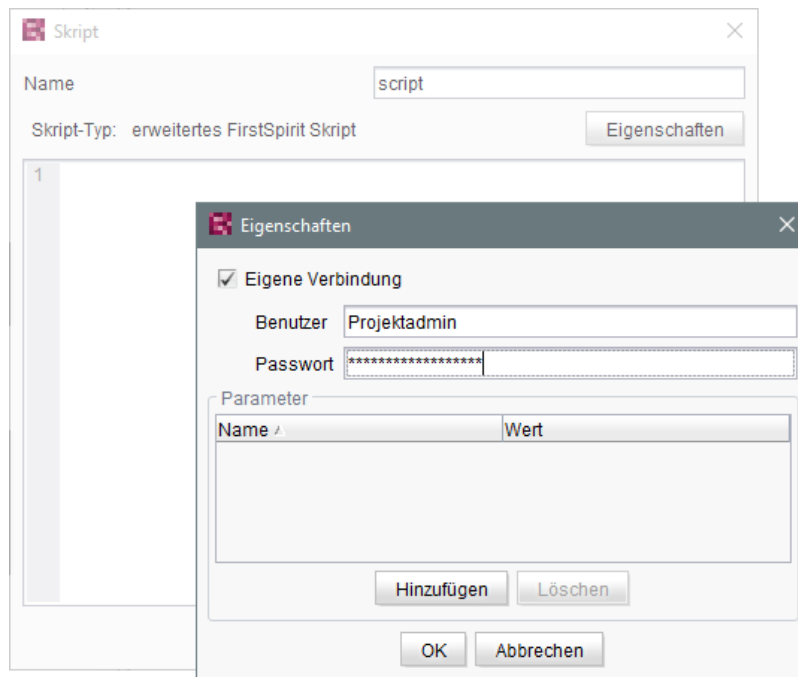 Skript
Name script
Skript-Typ: erweitertes FirstSpirit Skript Eigenschaften
1
Eigenschaften
Eigene Verbindung
Benutzer Projektadmin
Passwort ******************
Parameter
Name Wert
Hinzufügen Löschen
OK Abbrechen